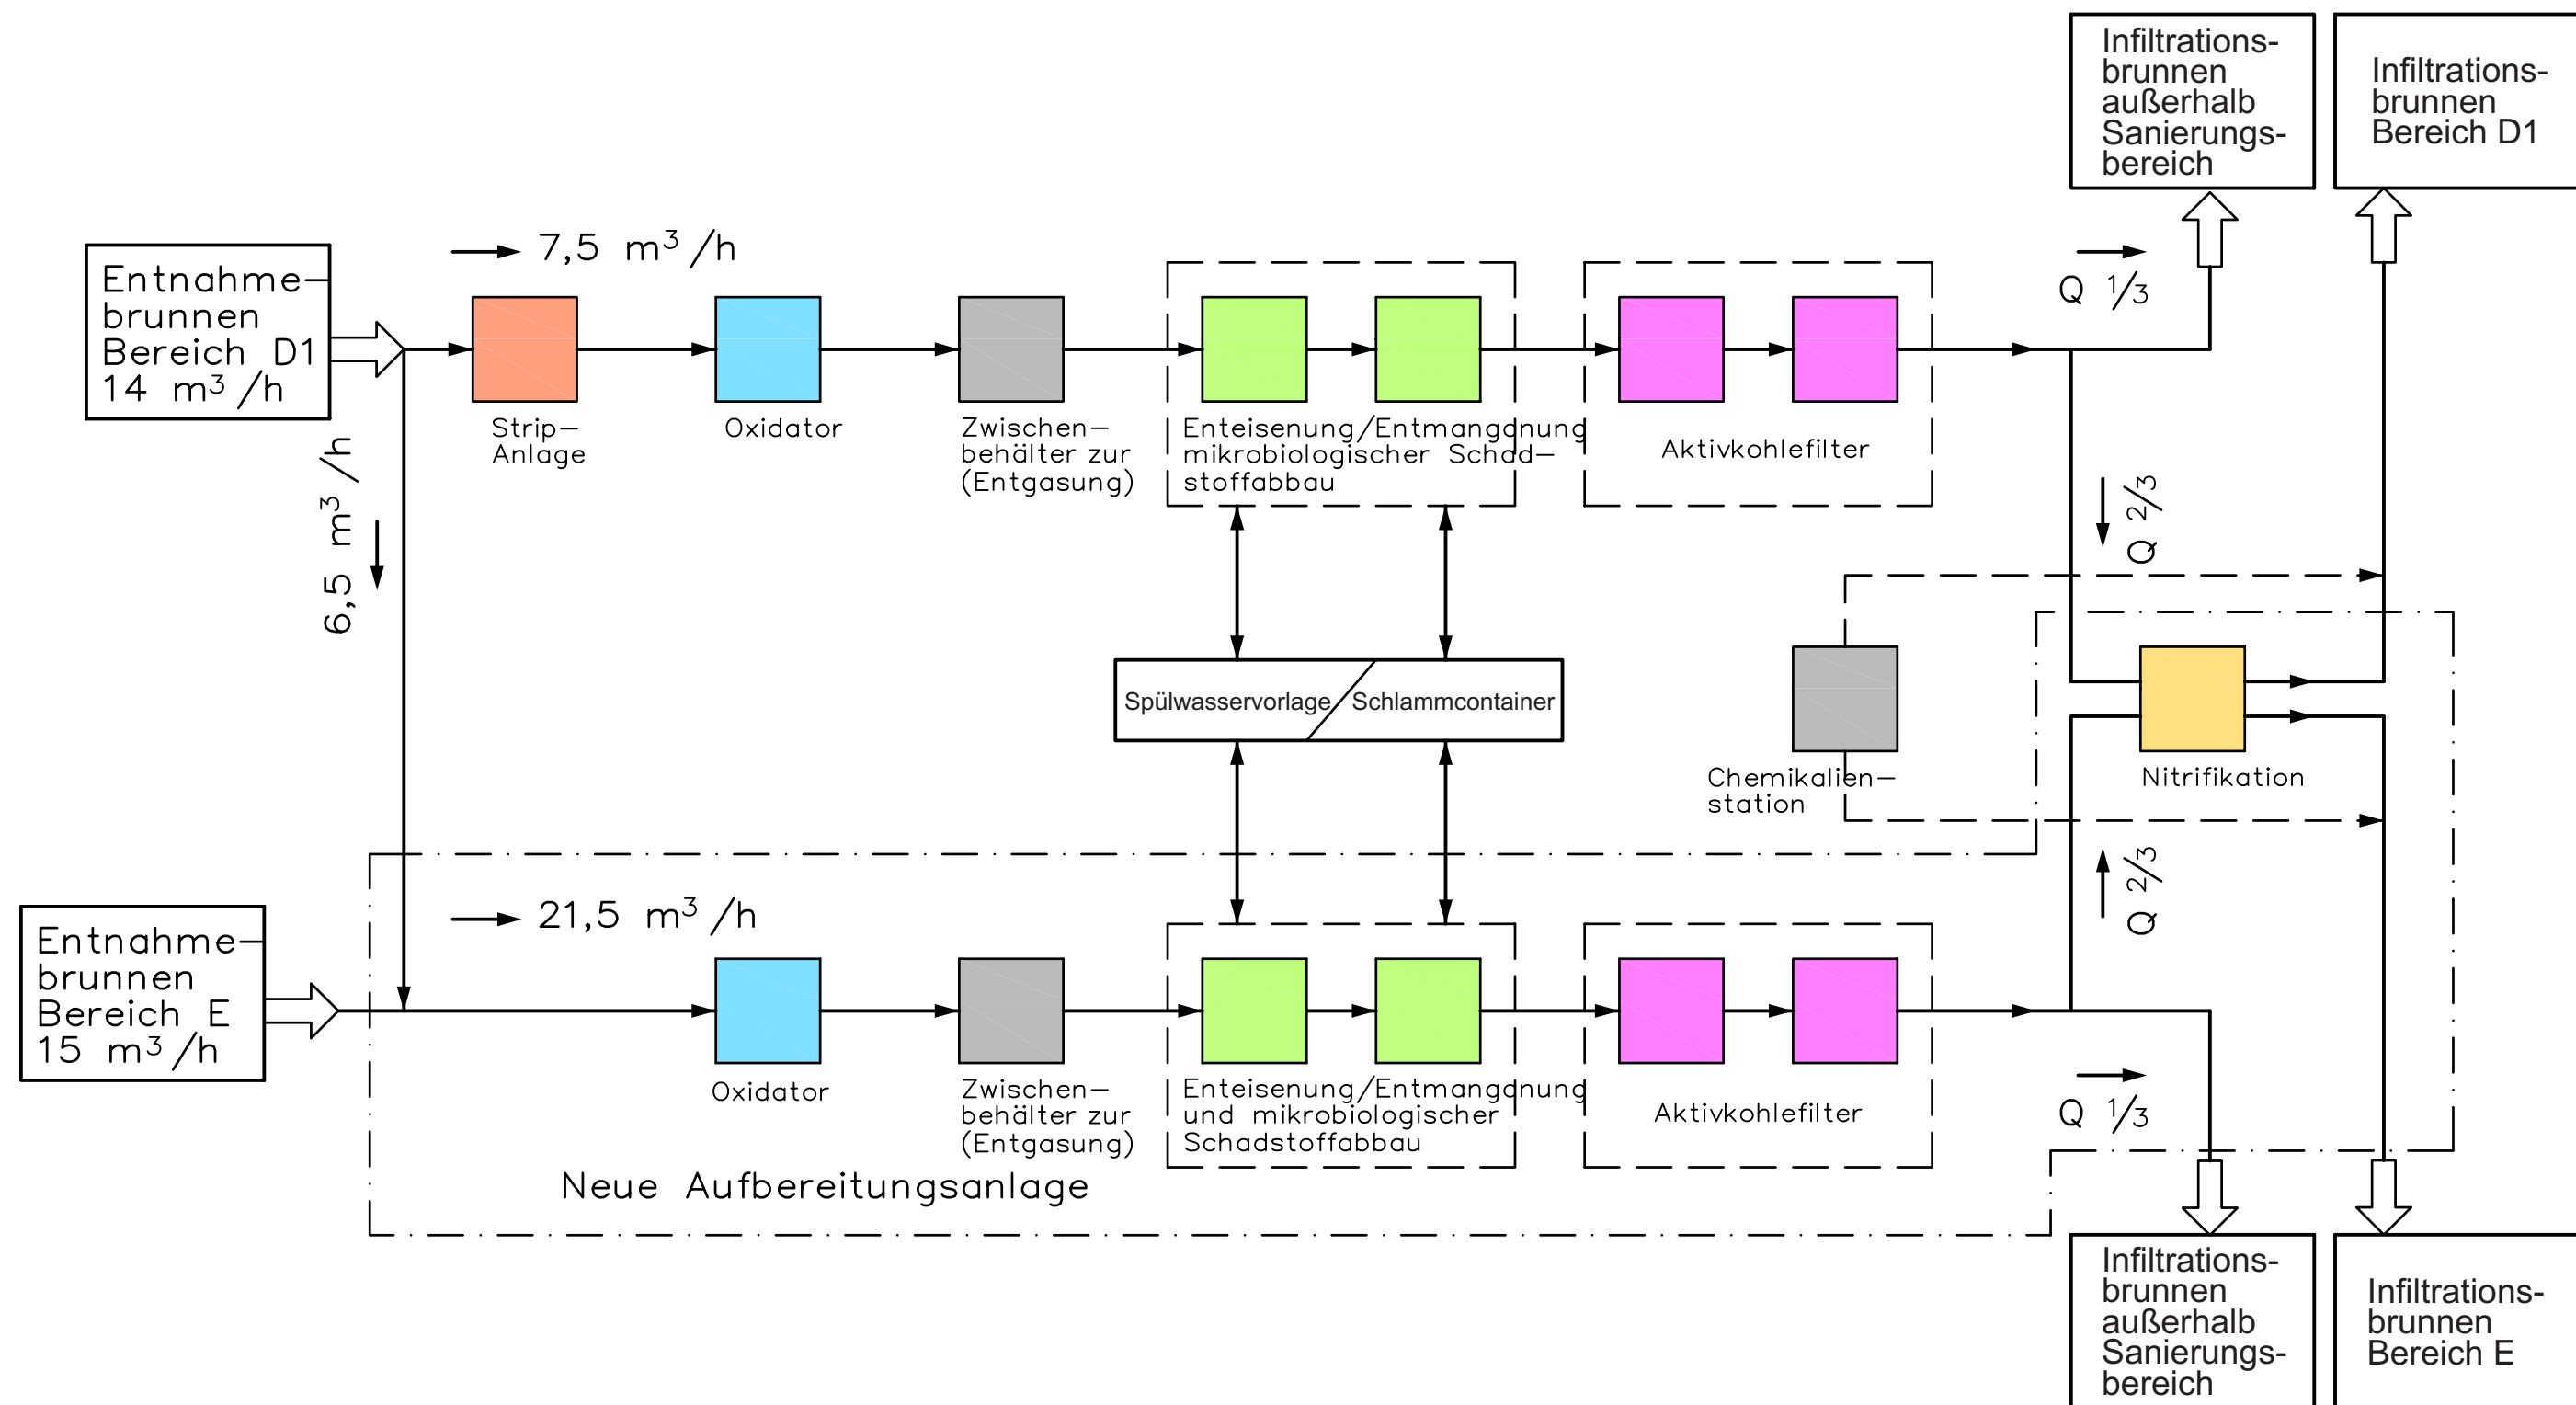 Infiltrations-
brunnen
außerhalb
Sanierungs-
bereich
Infiltrations-
brunnen
Bereich D1
7,5 m³/h
Q 1/3
Entnahme-
brunnen
Bereich D1
14 m³/h
Strip-
Anlage
Oxidator
Zwischen-
behälter zur
(Entgasung)
Enteisenung/Entmanganung
mikrobiologischer Schad-
stoffabbau
Aktivkohlefilter
6,5 m³/h
Q 2/3
Spülwasservorlage/Schlammcontainer
Chemikalien-
station
Nitrifikation
Q 2/3
21,5 m³/h
Entnahme-
brunnen
Bereich E
15 m³/h
Oxidator
Zwischen-
behälter zur
(Entgasung)
Enteisenung/Entmanganung
und mikrobiologischer
Schadstoffabbau
Aktivkohlefilter
Q 1/3
Neue Aufbereitungsanlage
Infiltrations-
brunnen
außerhalb
Sanierungs-
bereich
Infiltrations-
brunnen
Bereich E